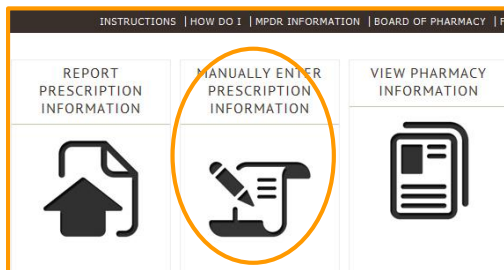 INSTRUCTIONS | HOW DO I | MPDR INFORMATION | BOARD OF PHARMACY |
REPORT
PRESCRIPTION
INFORMATION
MANUALLY ENTER
PRESCRIPTION
INFORMATION
VIEW PHARMACY
INFORMATION